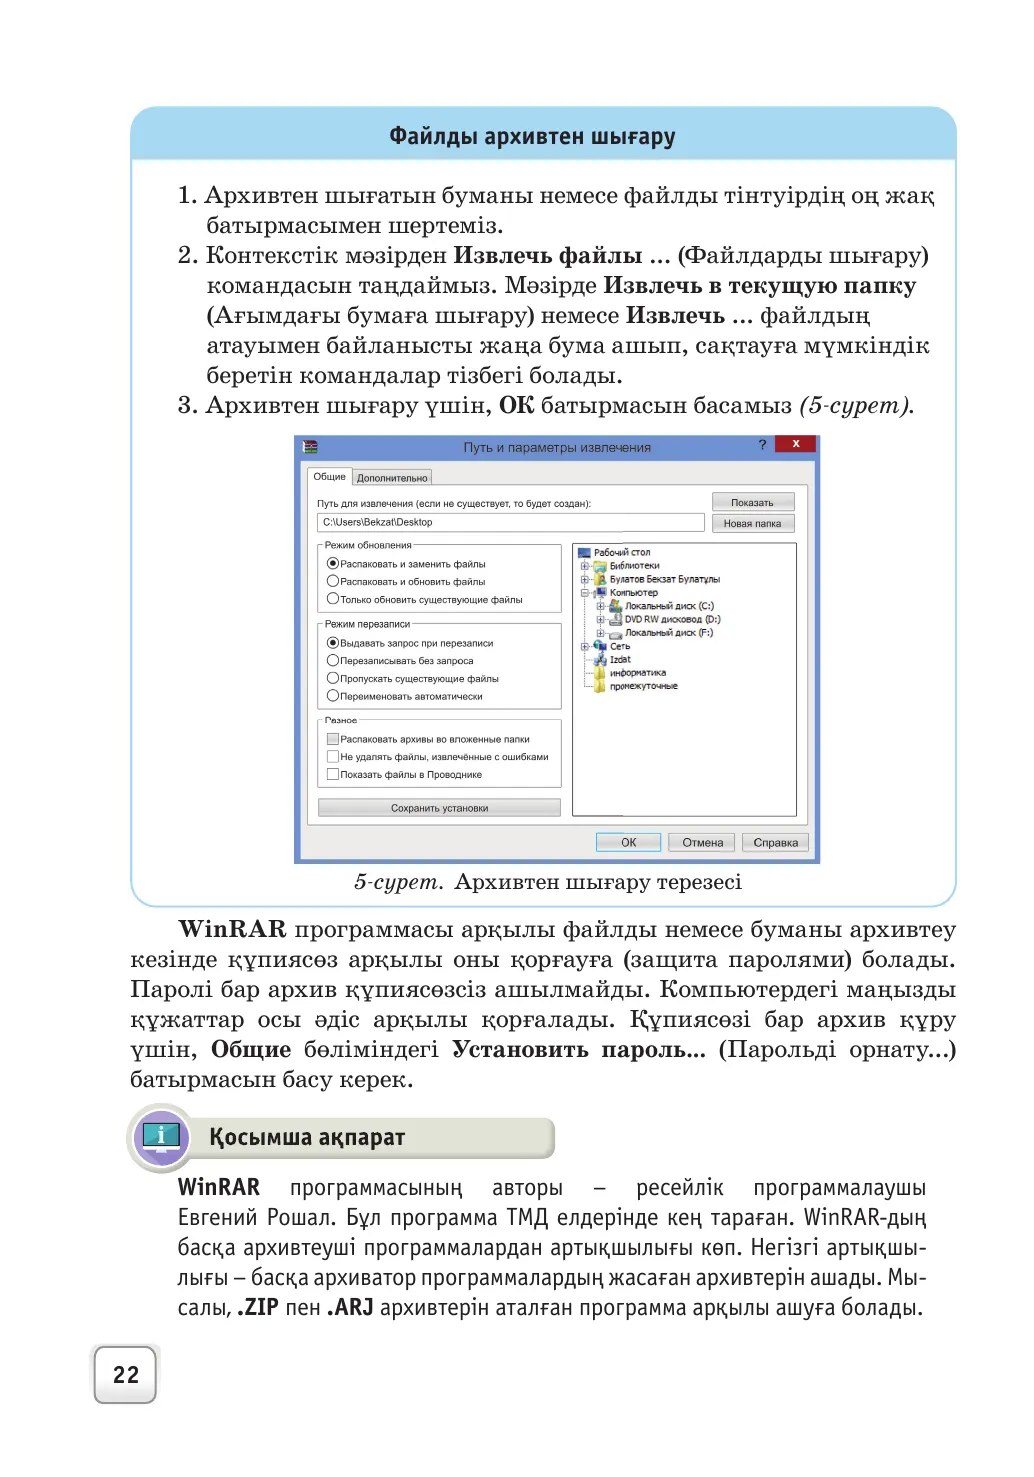 Файлды архивтен шығару
1. Архивтен шығатын буманы немесе файлды тінтуірдің оң жақ
батырмасымен шертеміз.
2. Контекстік мәзірден Извлечь файлы ... (Файлдарды шығару)
командасын таңдаймыз. Мәзірде Извлечь в текущую папку
(Ағымдағы бумаға шығару) немесе Извлечь ... файлдың
атауымен байланысты жаңа бума ашып, сақтауға мүмкіндік
беретін командалар тізбегі болады.
3. Архивтен шығару үшін, OK батырмасын басамыз (5-сурет).
Путь и параметры извлечения ? x
Общие Дополнительно
Путь для извлечения (если не существует, то будет создан):
Показать
C:\Users\Bekzat\Desktop
Новая папка
Режим обновления
Распаковать и заменить файлы
Распаковать и обновить файлы
Только обновить существующие файлы
Режим перезаписи
Выдавать запрос при перезаписи
Перезаписывать без запроса
Пропускать существующие файлы
Переименовать автоматически
Разное
Распаковать архивы во вложенные папки
Не удалять файлы, извлечённые с ошибками
Показать файлы в Проводнике
Сохранить установки
Рабочий стол
Библиотеки
Булатов Бекзат Булатұлы
Компьютер
Локальный диск (C:)
DVD RW дисковод (D:)
Локальный диск (F:)
Сеть
Izdat
информатика
промежуточные
OK Отмена Справка
5-сурет. Архивтен шығару терезесі
WinRAR программасы арқылы файлды немесе буманы архивтеу
кезінде құпиясөз арқылы оны қорғауға (защита паролями) болады.
Паролі бар архив құпиясөзсіз ашылмайды. Компьютердегі маңызды
құжаттар осы әдіс арқылы қорғалады. Құпиясөзі бар архив құру
үшін, Общие бөліміндегі Установить пароль... (Парольді орнату...)
батырмасын басу керек.
i
Қосымша ақпарат
WinRAR программасының авторы – ресейлік программалаушы
Евгений Рошал. Бұл программа ТМД елдерінде кең тараған. WinRAR-дың
басқа архивтеуші программалардан артықшылығы көп. Негізгі артықшы-
лығы – басқа архиватор программалардың жасаған архивтерін ашады. Мы-
салы, .ZIP пен .ARJ архивтерін аталған программа арқылы ашуға болады.
22